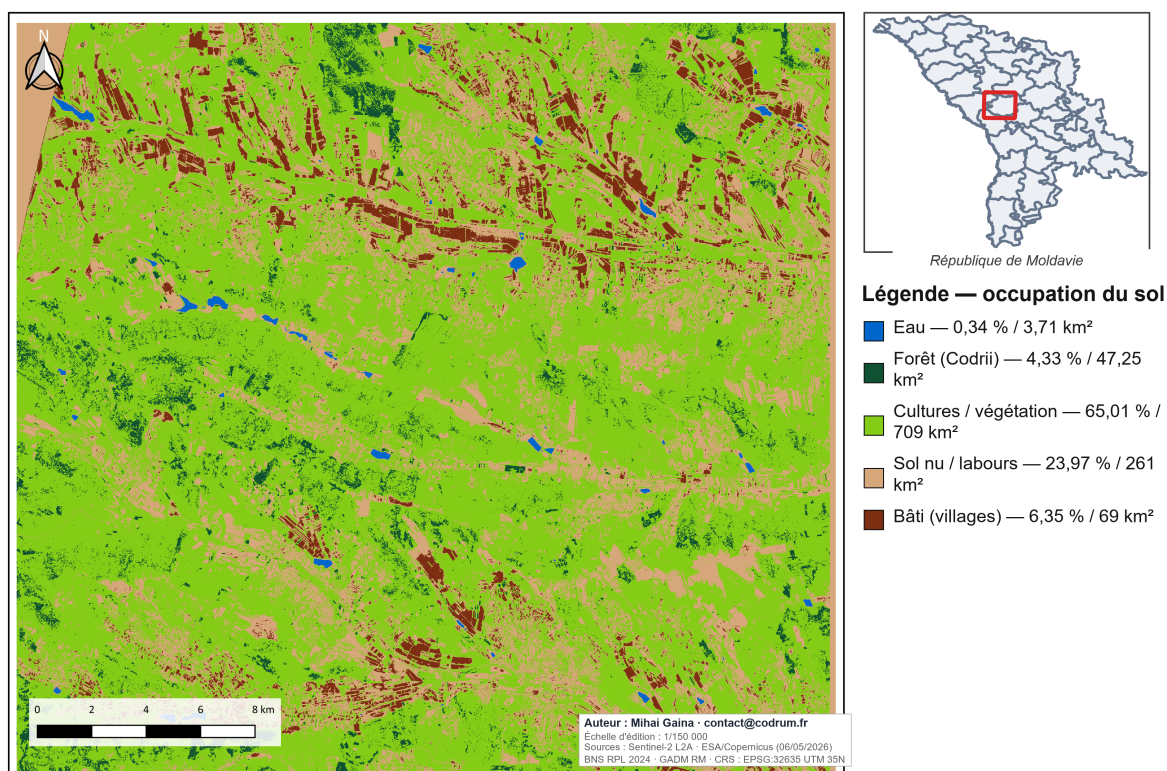 N
République de Moldavie
Légende — occupation du sol
Eau — 0,34 % / 3,71 km²
Forêt (Codrii) — 4,33 % / 47,25
km²
Cultures / végétation — 65,01 % /
709 km²
Sol nu / labours — 23,97 % / 261
km²
Bâti (villages) — 6,35 % / 69 km²
0 2 4 6 8 km
Auteur : Mihai Gaina · contact@codrum.fr
Échelle d'édition : 1/150 000
Sources : Sentinel-2 L2A · ESA/Copernicus (06/05/2026)
BNS RPL 2024 · GADM RM · CRS : EPSG:32635 UTM 35N